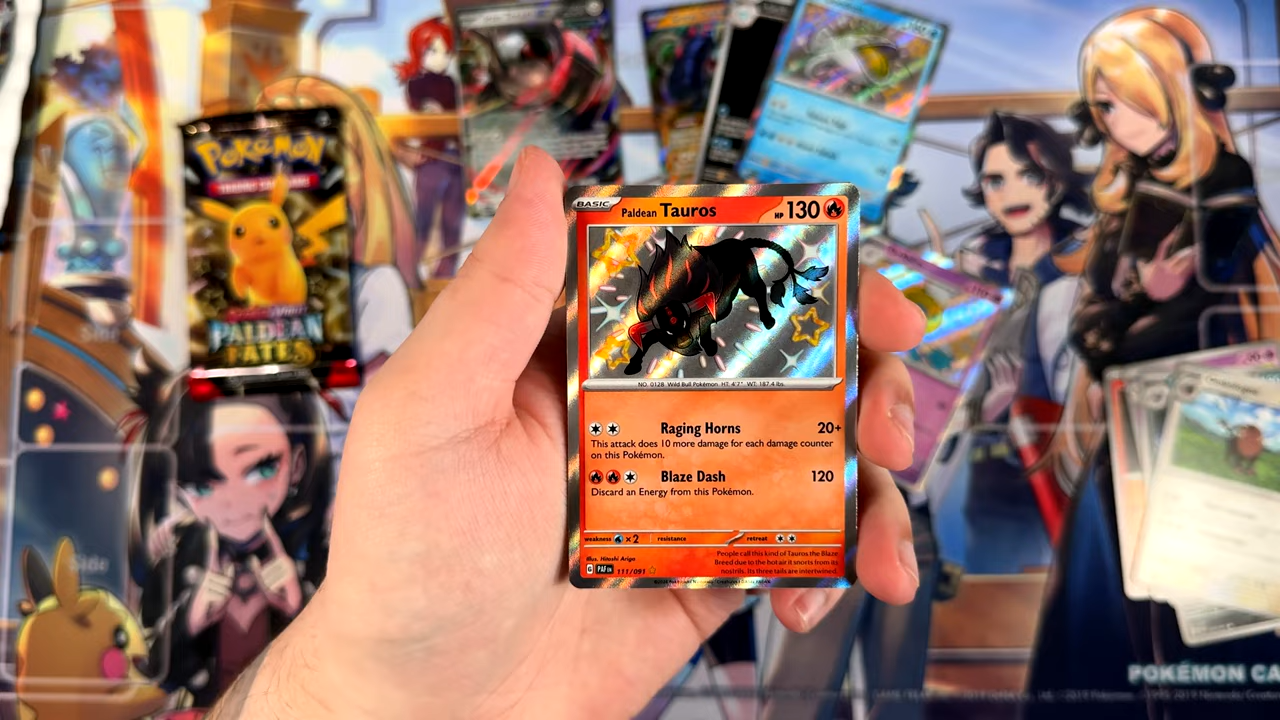 POKÉMON
PALDEAN
FATES
BASIC
Paldean Tauros HP 130
NO. 0128 Wild Bull Pokémon HT: 4'7" WT: 187.4 lbs.
Raging Horns 20+
This attack does 10 more damage for each damage counter
on this Pokémon.
Blaze Dash 120
Discard an Energy from this Pokémon.
weakness ×2 resistance retreat
Illus. Hitoshi Ariga
People call this kind of Tauros the Blaze
Breed due to the hot air it snorts from its
nostrils. Its three tails are intertwined.
G PAF EN 111/091
Side
Side
POKÉMON CA